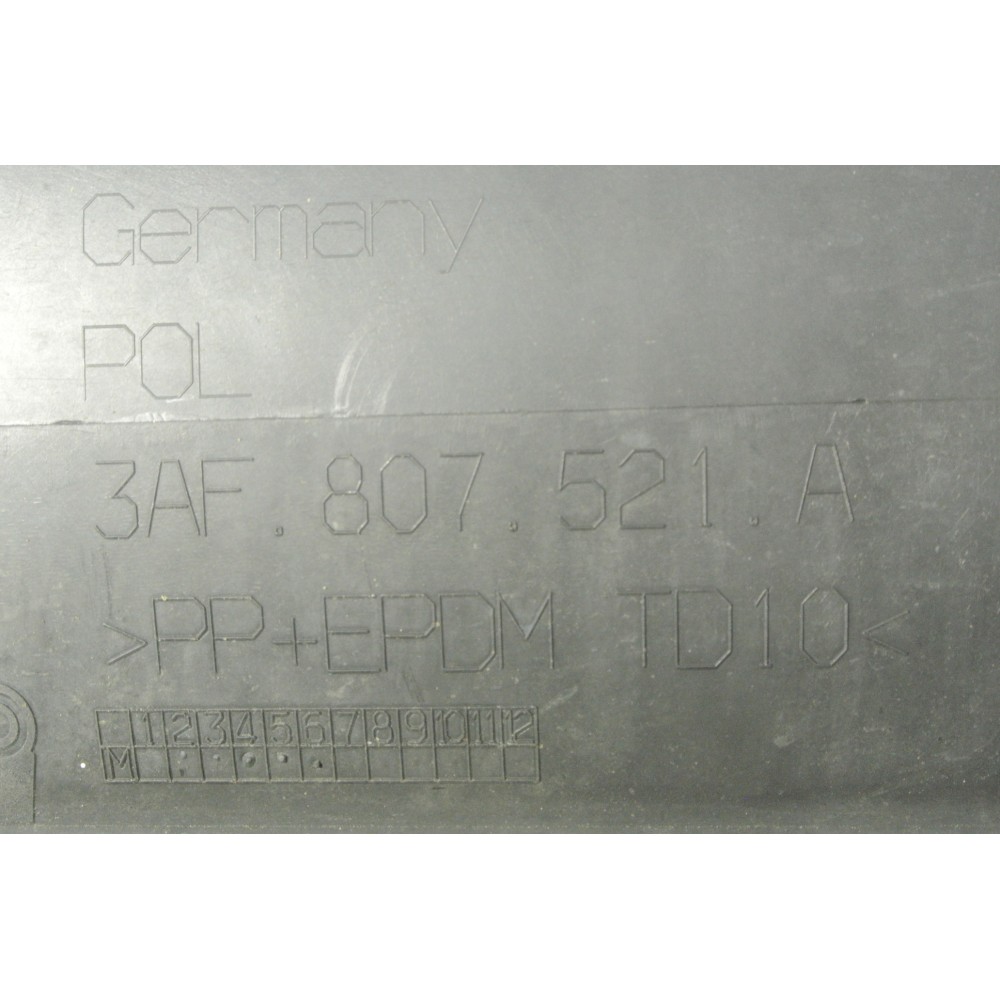 Germany
POL
3AF.807.521.A
>PP+EPDM TD10<
1 2 3 4 5 6 7 8 9 10 11 12
M